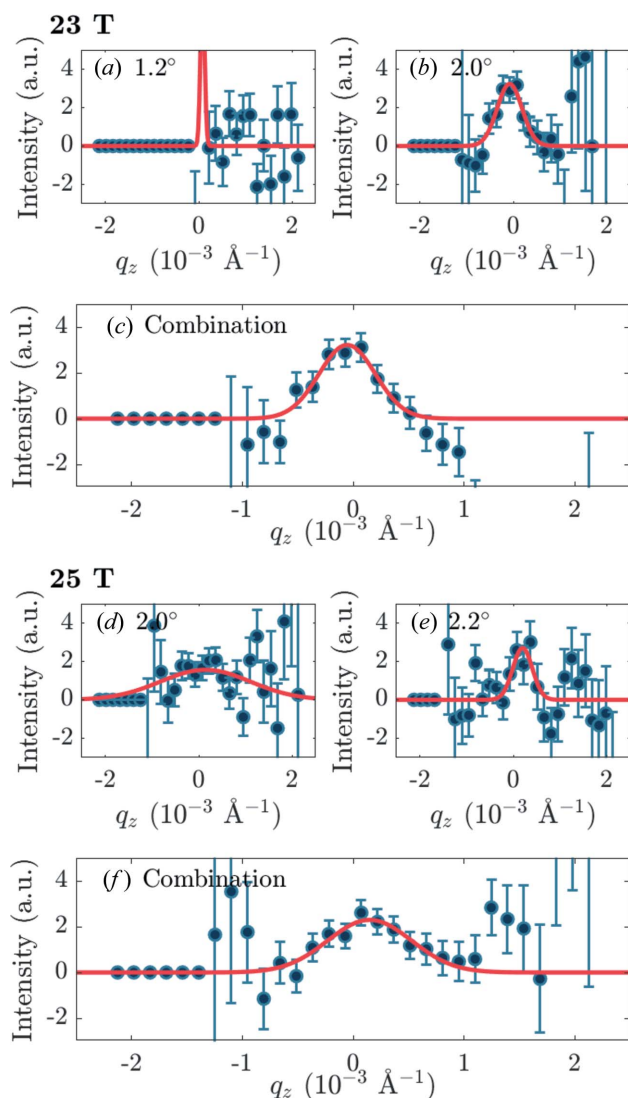 23 T
(a) 1.2°
(b) 2.0°
Intensity (a.u.)
4
2
0
-2
-2
0
2
q_z (10⁻³ Å⁻¹)
Intensity (a.u.)
4
2
0
-2
-2
0
2
q_z (10⁻³ Å⁻¹)
(c) Combination
Intensity (a.u.)
4
2
0
-2
-2
-1
0
1
2
q_z (10⁻³ Å⁻¹)
25 T
(d) 2.0°
(e) 2.2°
Intensity (a.u.)
4
2
0
-2
-2
0
2
q_z (10⁻³ Å⁻¹)
Intensity (a.u.)
4
2
0
-2
-2
0
2
q_z (10⁻³ Å⁻¹)
(f) Combination
Intensity (a.u.)
4
2
0
-2
-2
-1
0
1
2
q_z (10⁻³ Å⁻¹)